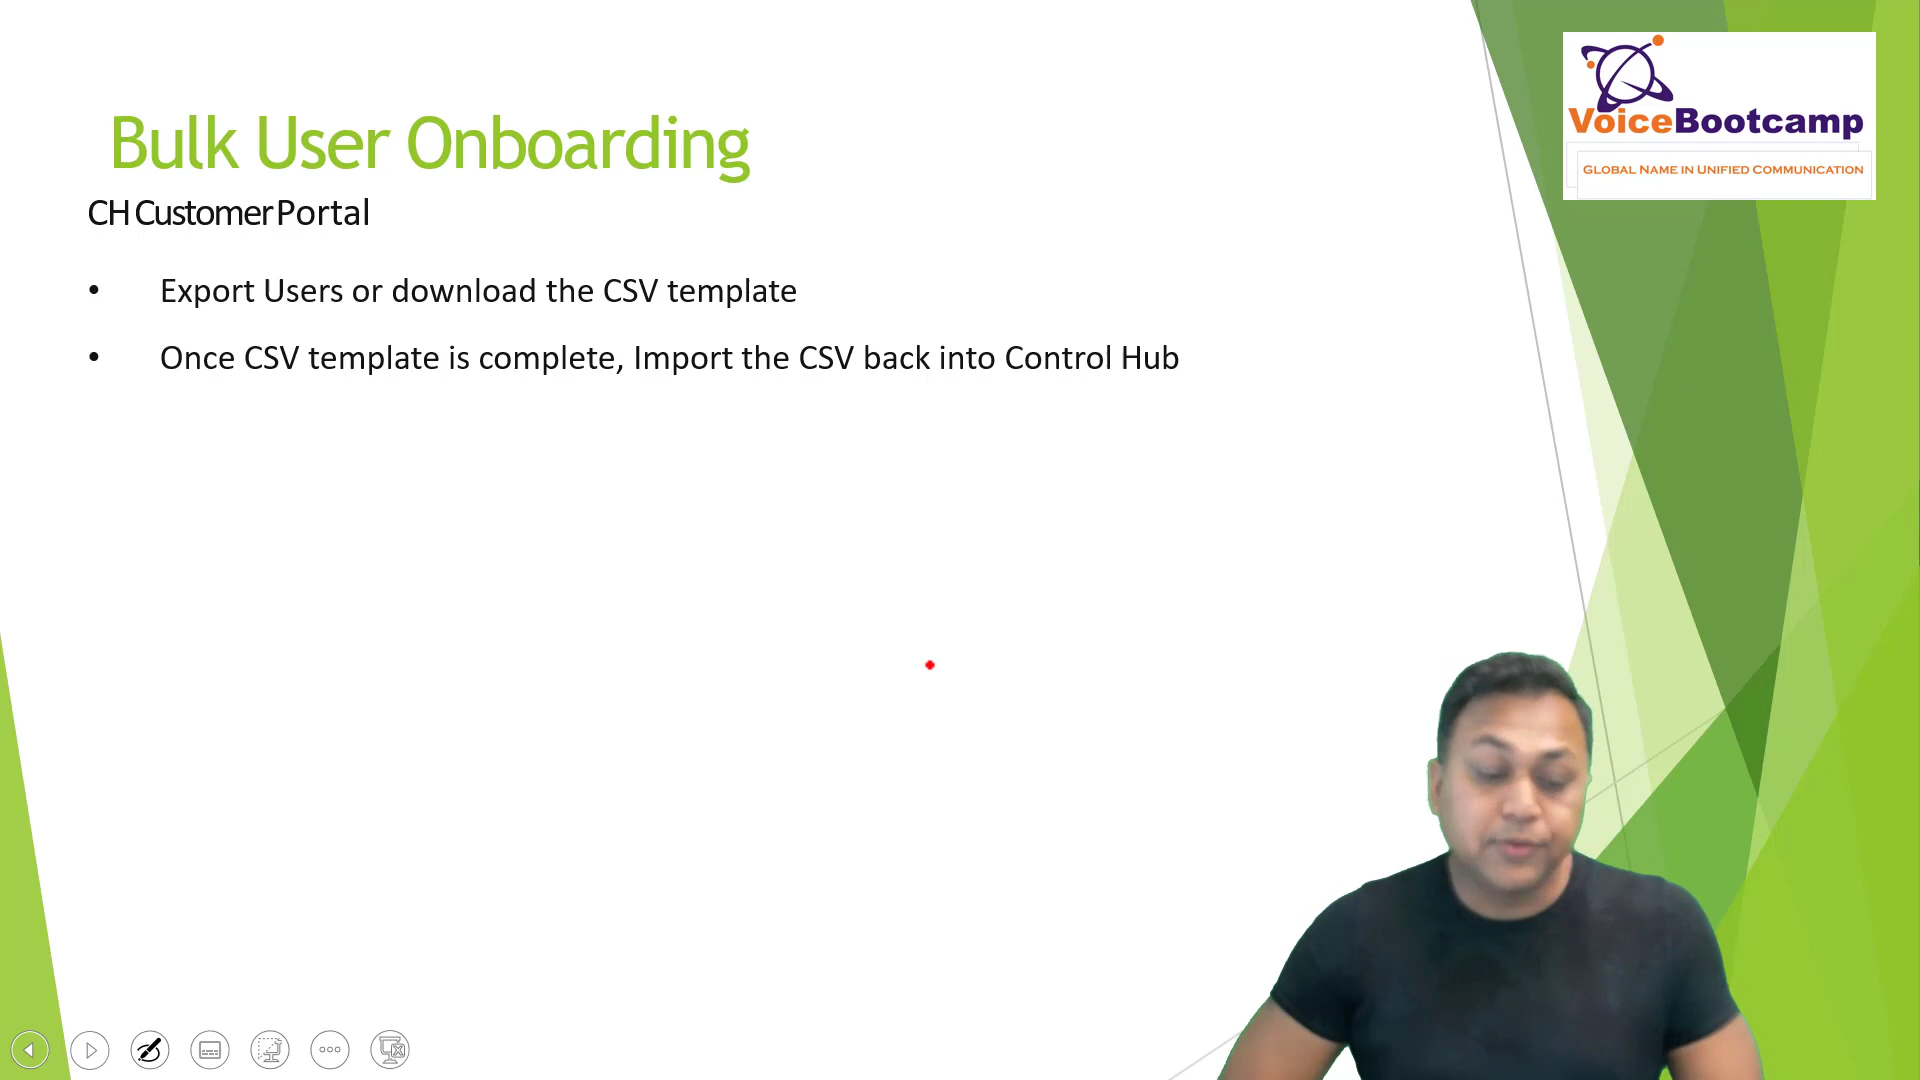 Bulk User Onboarding
CH Customer Portal
• Export Users or download the CSV template
• Once CSV template is complete, Import the CSV back into Control Hub
VoiceBootcamp
GLOBAL NAME IN UNIFIED COMMUNICATION